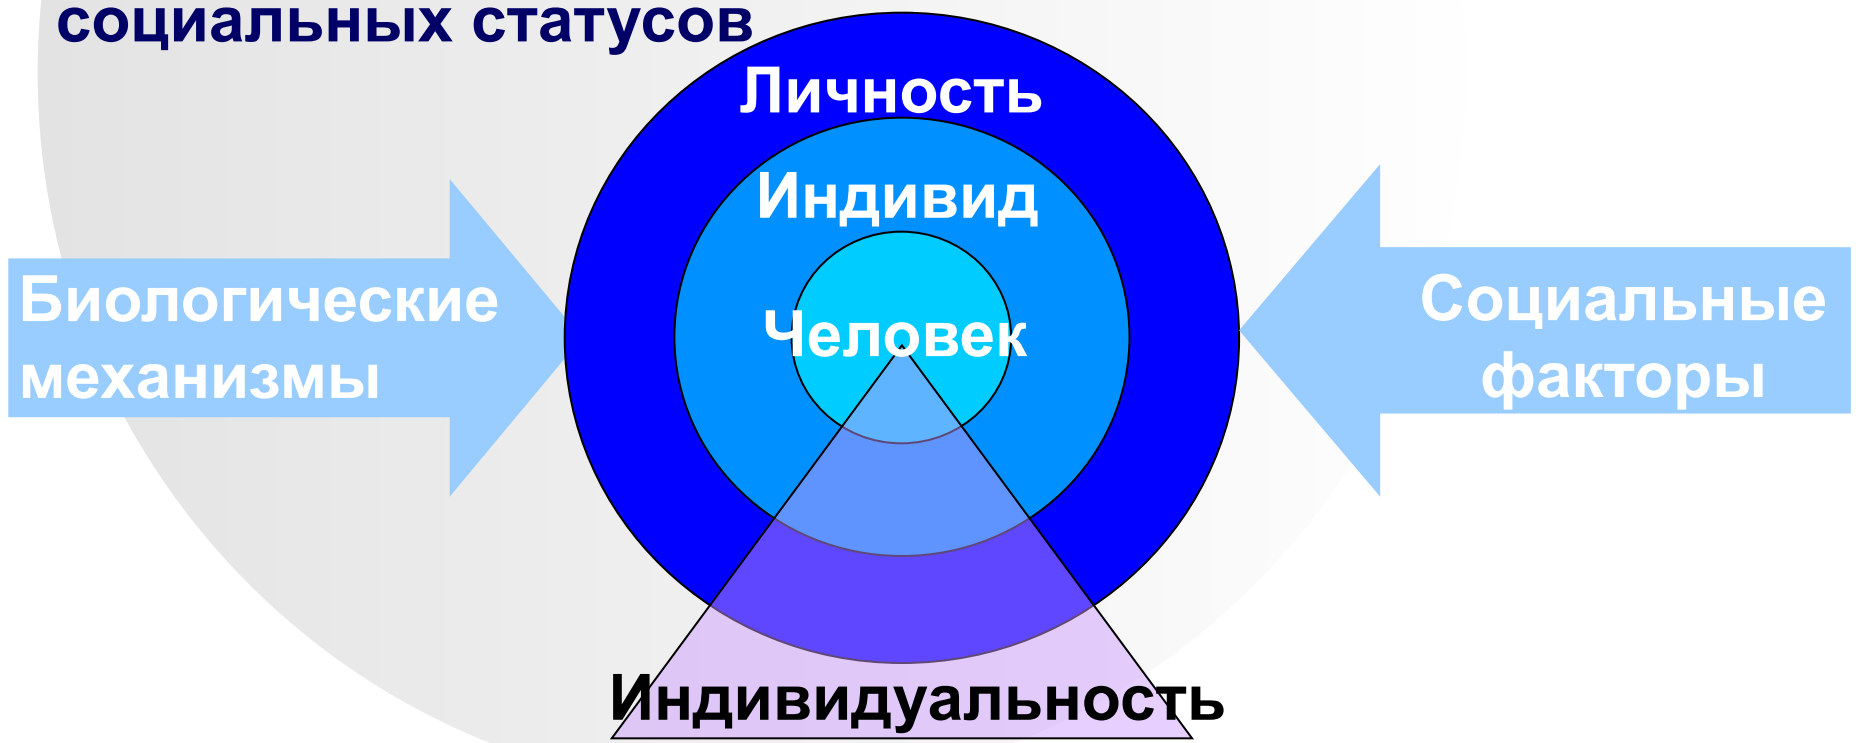 социальных статусов
Личность
Индивид
Человек
Биологические
механизмы
Социальные
факторы
Индивидуальность